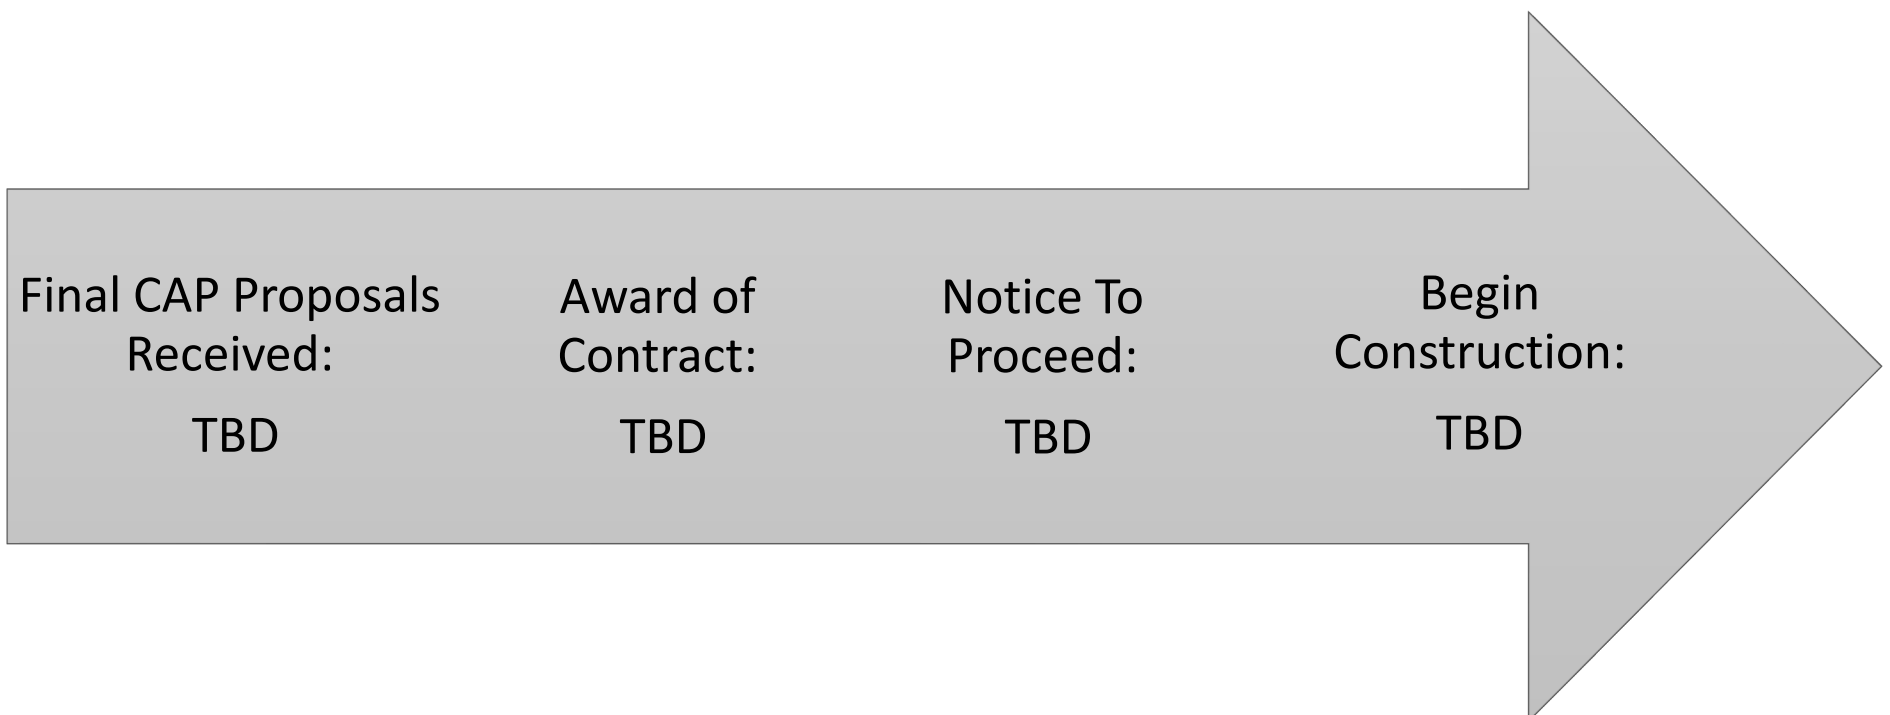 Final CAP Proposals
Received:
TBD
Award of
Contract:
TBD
Notice To
Proceed:
TBD
Begin
Construction:
TBD